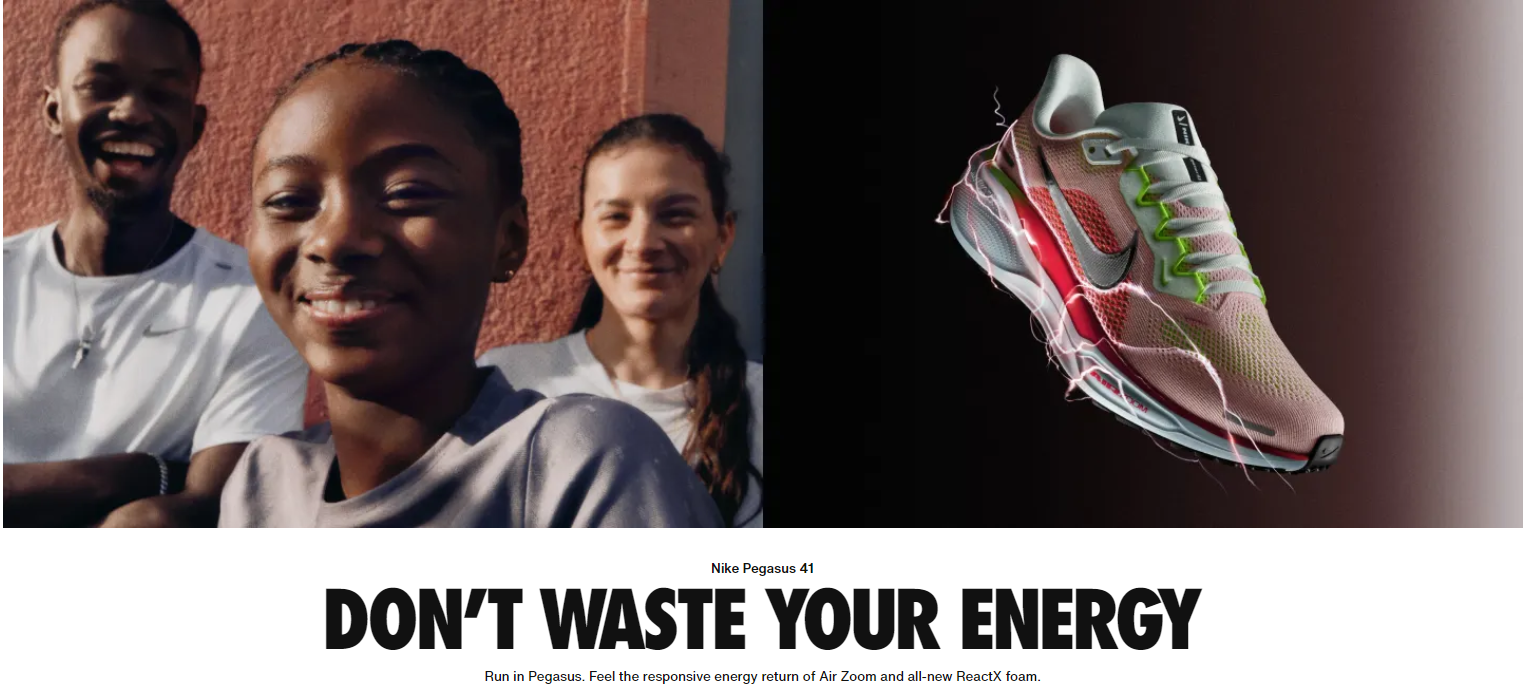 Nike Pegasus 41
DON'T WASTE YOUR ENERGY
Run in Pegasus. Feel the responsive energy return of Air Zoom and all-new ReactX foam.